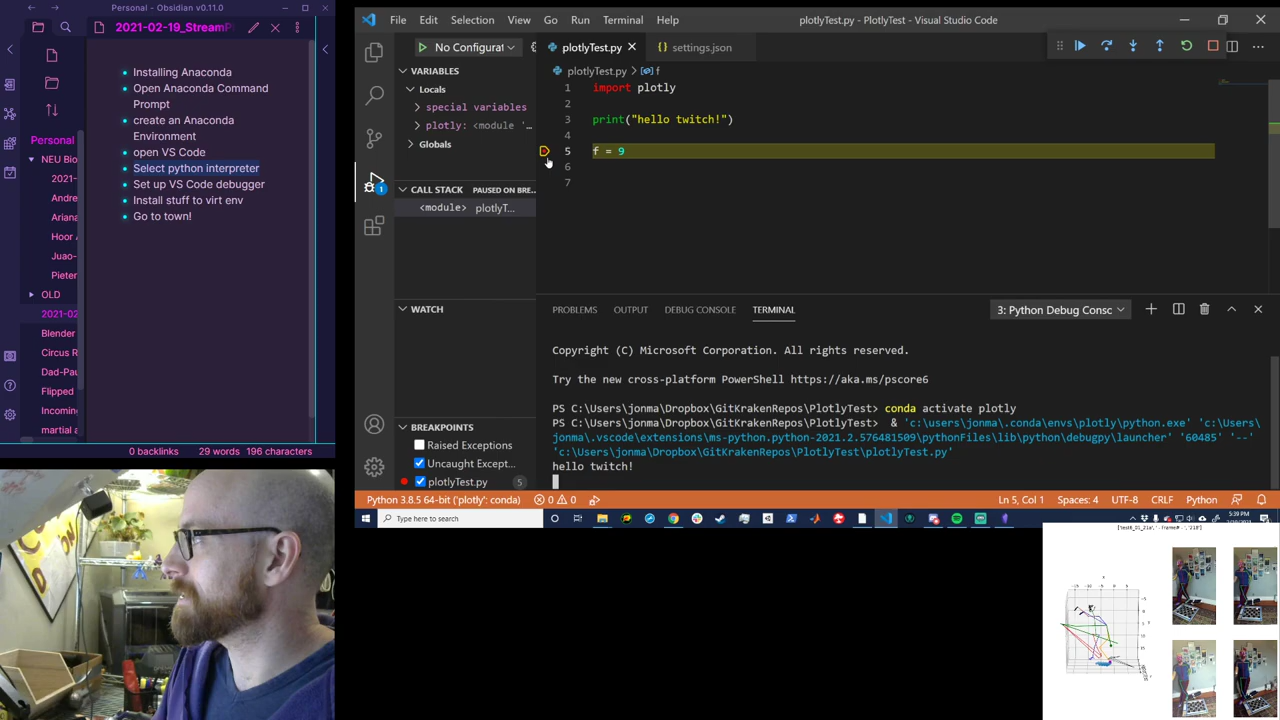 Personal - Obsidian v0.11.0
2021-02-19_StreamP
Installing Anaconda
Open Anaconda Command
Prompt
create an Anaconda
Environment
open VS Code
Select python interpreter
Set up VS Code debugger
Install stuff to virt env
Go to town!
Personal
NEU Bio
2021-
Andre
Ariana
Hoor
Juao-
Pieter
OLD
2021-02
Blender
Circus R
Dad-Pau
Flipped
Incoming
martial a
0 backlinks 29 words 196 characters
File Edit Selection View Go Run Terminal Help
plotlyTest.py - PlotlyTest - Visual Studio Code
No Configurat
plotlyTest.py
{} settings.json
plotlyTest.py > f
VARIABLES
Locals
special variables
plotly: <module '...
Globals
CALL STACK PAUSED ON BRE...
<module> plotlyT...
WATCH
BREAKPOINTS
Raised Exceptions
Uncaught Except...
plotlyTest.py 5
1 import plotly
2
3 print("hello twitch!")
4
5 f = 9
6
7
1
PROBLEMS OUTPUT DEBUG CONSOLE TERMINAL
3: Python Debug Consc
Copyright (C) Microsoft Corporation. All rights reserved.
Try the new cross-platform PowerShell https://aka.ms/pscore6
PS C:\Users\jonma\Dropbox\GitKrakenRepos\PlotlyTest> conda activate plotly
PS C:\Users\jonma\Dropbox\GitKrakenRepos\PlotlyTest> & 'c:\users\jonma\.conda\envs\plotly\python.exe' 'c:\Users\
jonma\.vscode\extensions\ms-python.python-2021.2.576481509\pythonFiles\lib\python\debugpy\launcher' '60485' '--'
'c:\Users\jonma\Dropbox\GitKrakenRepos\PlotlyTest\plotlyTest.py'
hello twitch!
Python 3.8.5 64-bit ('plotly': conda) 0 0
Ln 5, Col 1 Spaces: 4 UTF-8 CRLF Python
Type here to search
5:39 PM